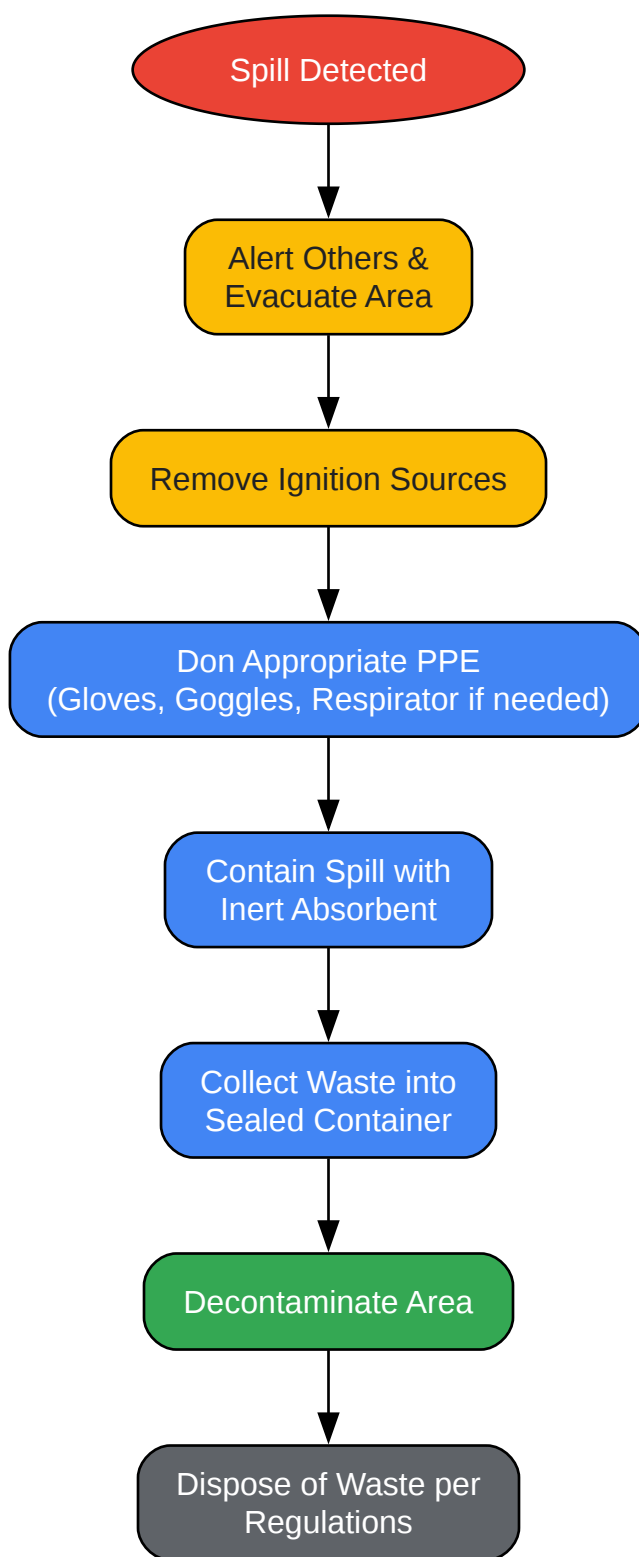 Spill Detected
Alert Others &
Evacuate Area
Remove Ignition Sources
Don Appropriate PPE
(Gloves, Goggles, Respirator if needed)
Contain Spill with
Inert Absorbent
Collect Waste into
Sealed Container
Decontaminate Area
Dispose of Waste per
Regulations